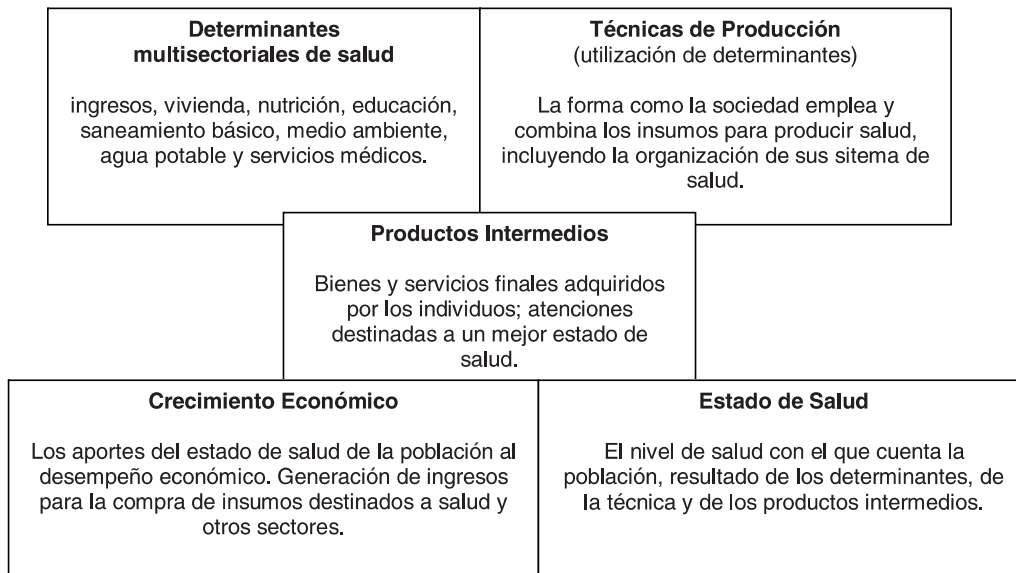 Determinantes
multisectoriales de salud
ingresos, vivienda, nutrición, educación,
saneamiento básico, medio ambiente,
agua potable y servicios médicos.
Técnicas de Producción
(utilización de determinantes)
La forma como la sociedad emplea y
combina los insumos para producir salud,
incluyendo la organización de sus sitema de
salud.
Productos Intermedios
Bienes y servicios finales adquiridos
por los individuos; atenciones
destinadas a un mejor estado de
salud.
Crecimiento Económico
Los aportes del estado de salud de la población al
desempeño económico. Generación de ingresos
para la compra de insumos destinados a salud y
otros sectores.
Estado de Salud
El nivel de salud con el que cuenta la
población, resultado de los determinantes, de
la técnica y de los productos intermedios.